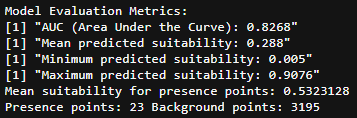 Model Evaluation Metrics:
[1] "AUC (Area Under the Curve): 0.8268"
[1] "Mean predicted suitability: 0.288"
[1] "Minimum predicted suitability: 0.005"
[1] "Maximum predicted suitability: 0.9076"
Mean suitability for presence points: 0.5323128
Presence points: 23 Background points: 3195